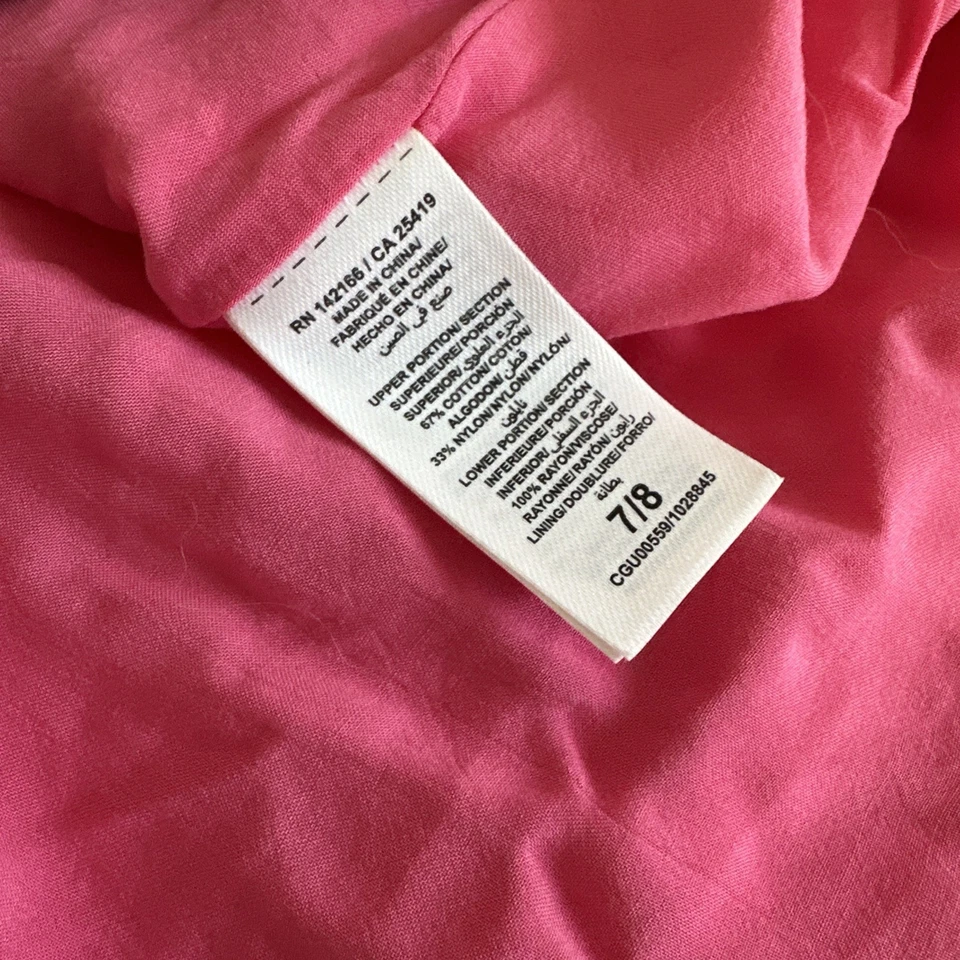 RN 142166 / CA 25419
MADE IN CHINA/
FABRIQUÉ EN CHINE/
HECHO EN CHINA/
صنع في الصين
UPPER PORTION/ SECTION
SUPERIEURE/ PORCIÓN
SUPERIOR/ الجزء العلوي
67% COTTON/COTON/
ALGODON/ قطن
33% NYLON/NYLON/NYLÓN/
نايلون
LOWER PORTION/ SECTION
INFERIEURE/ PORCIÓN
INFERIOR/ الجزء السفلي
100% RAYON/VISCOSE/
RAYONNE/ RAYÓN/ رايون
LINING/ DOUBLURE/ FORRO/
بطانة
7/8
CGU00559/1028845